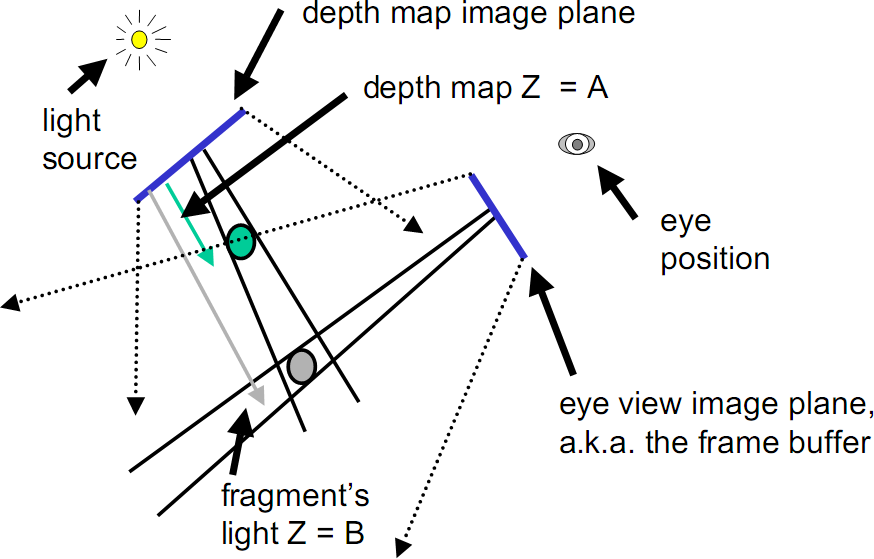 depth map image plane
depth map Z = A
light
source
eye
position
eye view image plane,
a.k.a. the frame buffer
fragment's
light Z = B